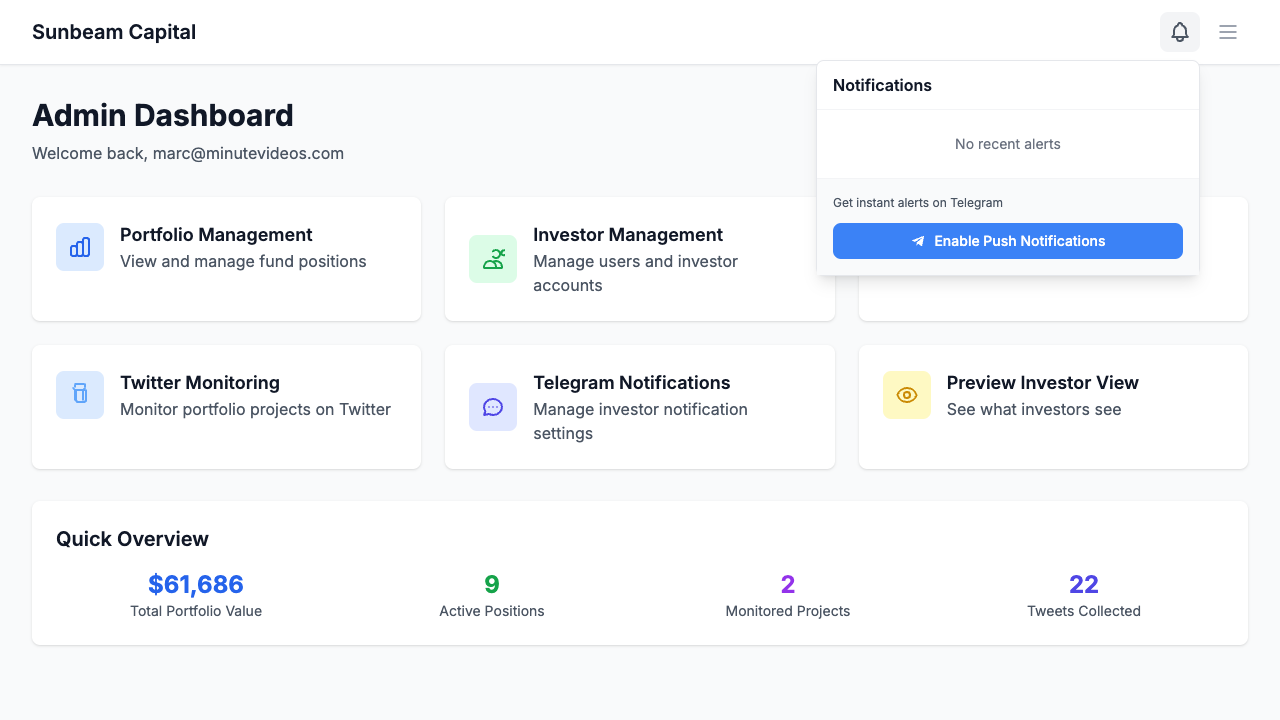 Sunbeam Capital
Notifications
No recent alerts
Get instant alerts on Telegram
Enable Push Notifications
Admin Dashboard
Welcome back, marc@minutevideos.com
Portfolio Management
View and manage fund positions
Investor Management
Manage users and investor
accounts
Twitter Monitoring
Monitor portfolio projects on Twitter
Telegram Notifications
Manage investor notification
settings
Preview Investor View
See what investors see
Quick Overview
$61,686
Total Portfolio Value
9
Active Positions
2
Monitored Projects
22
Tweets Collected